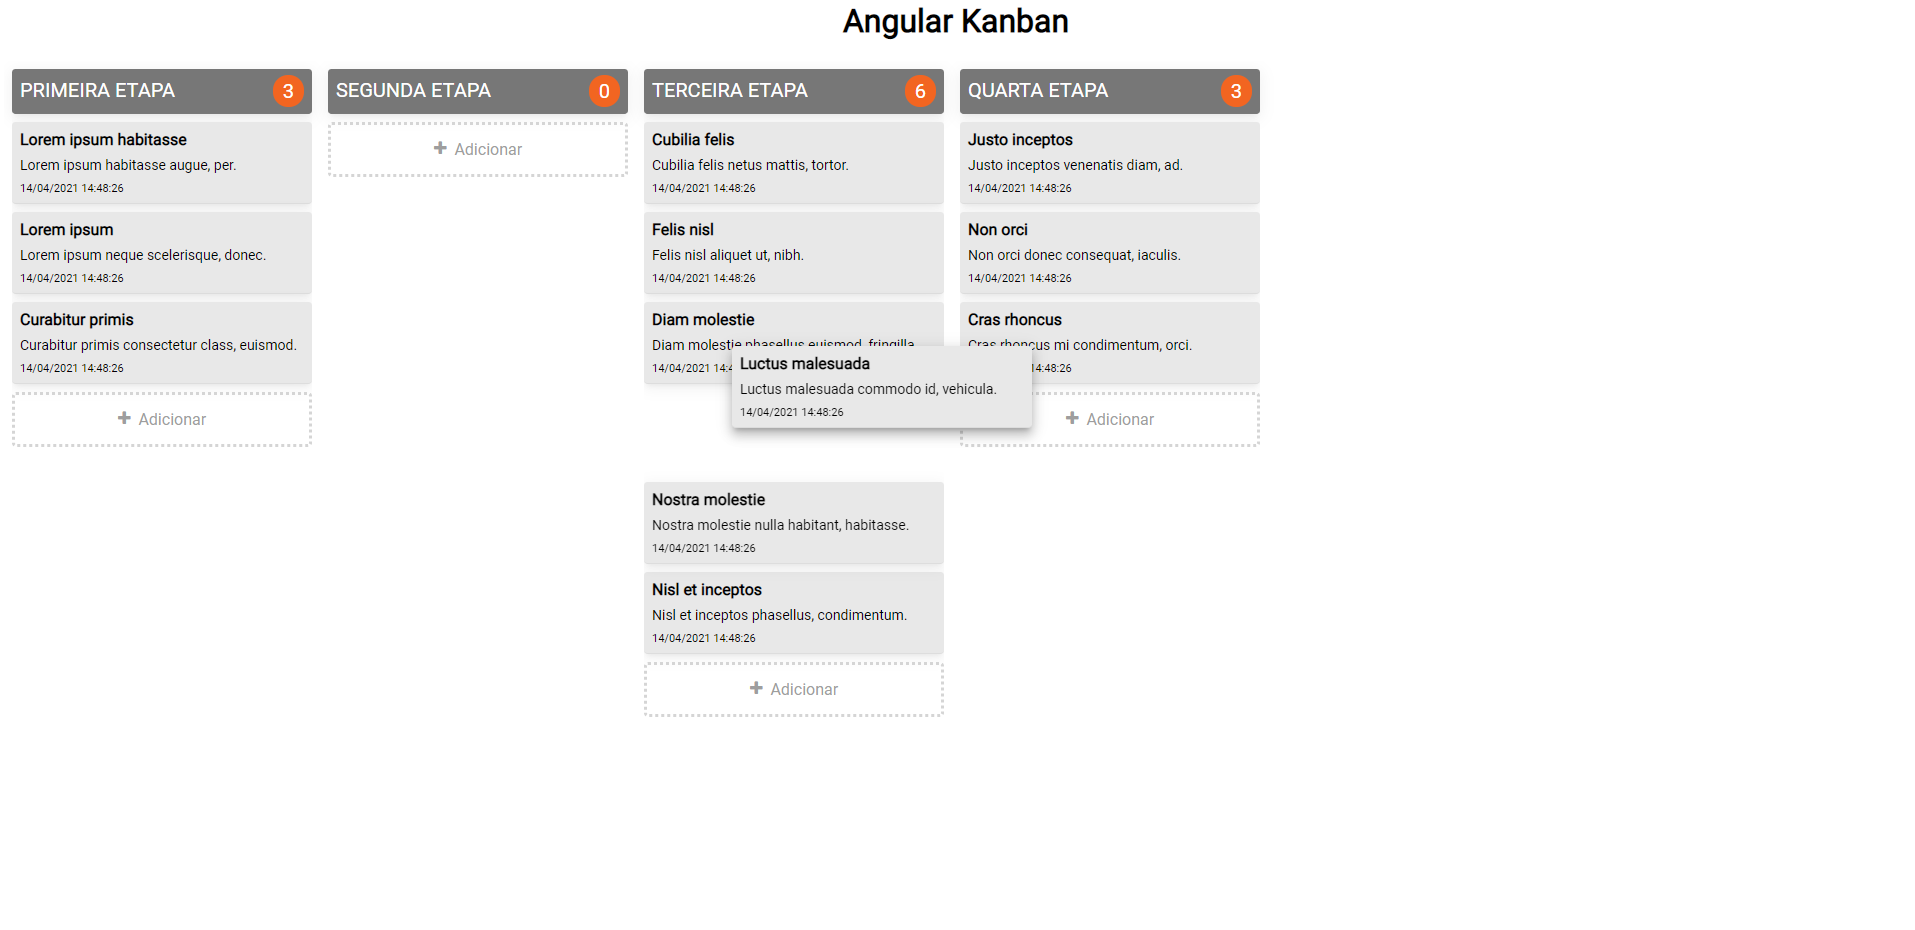 Angular Kanban
PRIMEIRA ETAPA 3
Lorem ipsum habitasse
Lorem ipsum habitasse augue, per.
14/04/2021 14:48:26
Lorem ipsum
Lorem ipsum neque scelerisque, donec.
14/04/2021 14:48:26
Curabitur primis
Curabitur primis consectetur class, euismod.
14/04/2021 14:48:26
+ Adicionar
SEGUNDA ETAPA 0
+ Adicionar
TERCEIRA ETAPA 6
Cubilia felis
Cubilia felis netus mattis, tortor.
14/04/2021 14:48:26
Felis nisl
Felis nisl aliquet ut, nibh.
14/04/2021 14:48:26
Diam molestie
Diam molestie phasellus euismod, fringilla
14/04/2021 14:4
Luctus malesuada
Luctus malesuada commodo id, vehicula.
14/04/2021 14:48:26
Nostra molestie
Nostra molestie nulla habitant, habitasse.
14/04/2021 14:48:26
Nisl et inceptos
Nisl et inceptos phasellus, condimentum.
14/04/2021 14:48:26
+ Adicionar
QUARTA ETAPA 3
Justo inceptos
Justo inceptos venenatis diam, ad.
14/04/2021 14:48:26
Non orci
Non orci donec consequat, iaculis.
14/04/2021 14:48:26
Cras rhoncus
Cras rhoncus mi condimentum, orci.
14:48:26
+ Adicionar